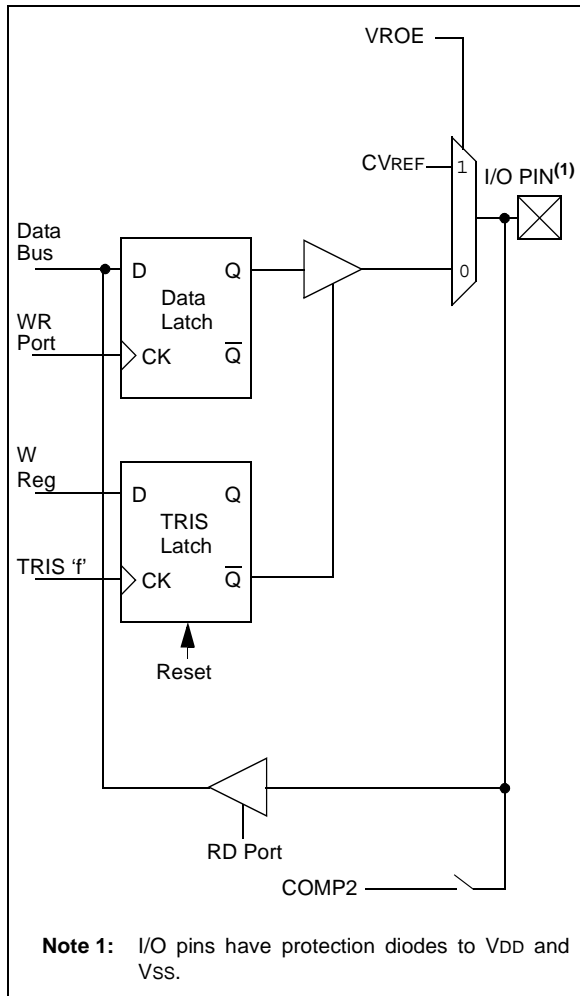 VROE
CVREF
1
I/O PIN(1)
Data
Bus
D
Q
0
Data
Latch
WR
Port
CK
Q
W
Reg
D
Q
TRIS
Latch
TRIS 'f'
CK
Q
Reset
RD Port
COMP2
Note 1: I/O pins have protection diodes to VDD and
VSS.